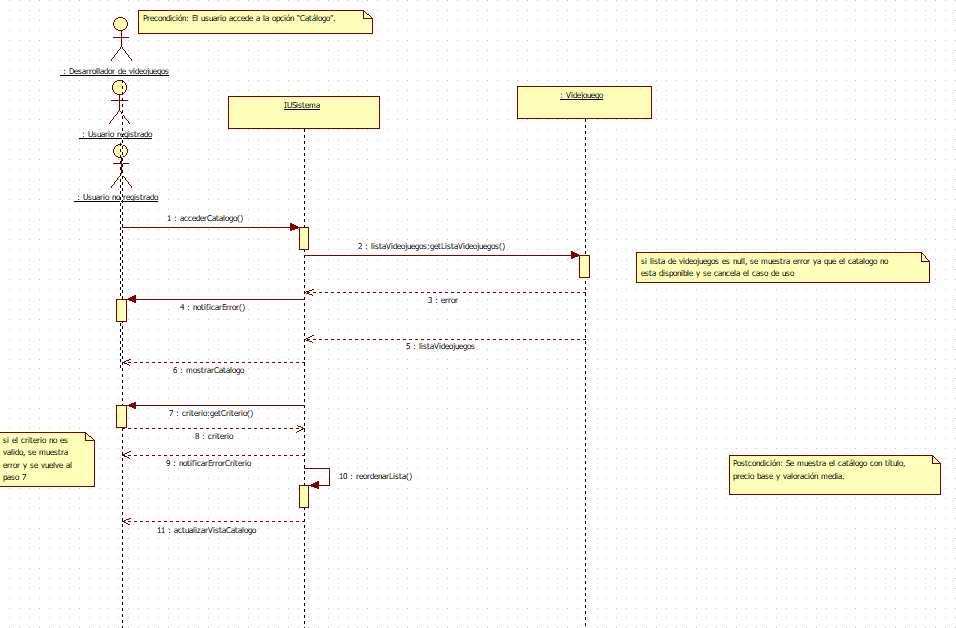 Precondición: El usuario accede a la opción "Catálogo".
: Desarrollador de videojuegos
: Usuario registrado
: Usuario no registrado
IUSistema
: Videjouego
1 : accederCatalogo()
2 : listaVideojuegos:getListaVideojuegos()
si lista de videojuegos es null, se muestra error ya que el catalogo no
esta disponible y se cancela el caso de uso
3 : error
4 : notificarError()
5 : listaVideojuegos
6 : mostrarCatalogo
7 : criterio:getCriterio()
8 : criterio
si el criterio no es
valido, se muestra
error y se vuelve al
paso 7
9 : notificarErrorCriterio
10 : reordenarLista()
Postcondición: Se muestra el catálogo con título,
precio base y valoración media.
11 : actualizarVistaCatalogo